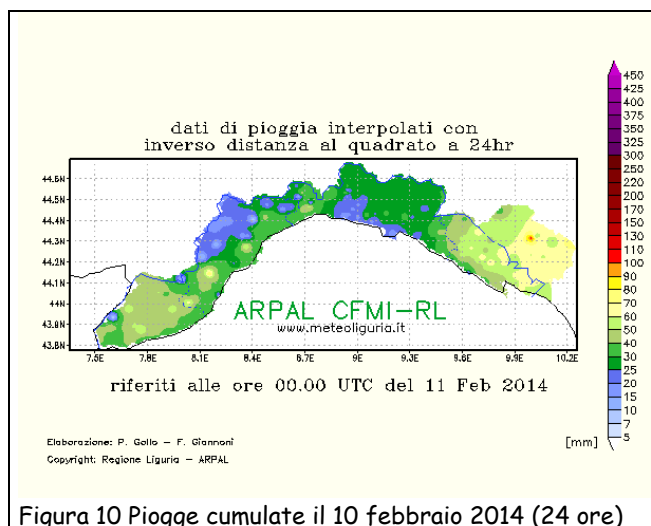 dati di pioggia interpolati con
inverso distanza al quadrato a 24hr
450
425
400
375
350
325
300
250
200
170
150
130
110
100
90
80
70
60
50
40
30
25
20
15
10
7
5
[mm]
44.6N
44.5N
44.4N
44.3N
44.2N
44.1N
44N
43.9N
43.8N
ARPAL CFMI-RL
www.meteoliguria.it
7.5E 7.8E 8.1E 8.4E 8.7E 9E 9.3E 9.6E 9.9E 10.2E
riferiti alle ore 00.00 UTC del 11 Feb 2014
Elaborazione: P. Gollo - F. Giannoni
Copyright: Regione Liguria - ARPAL
Figura 10 Piogge cumulate il 10 febbraio 2014 (24 ore)